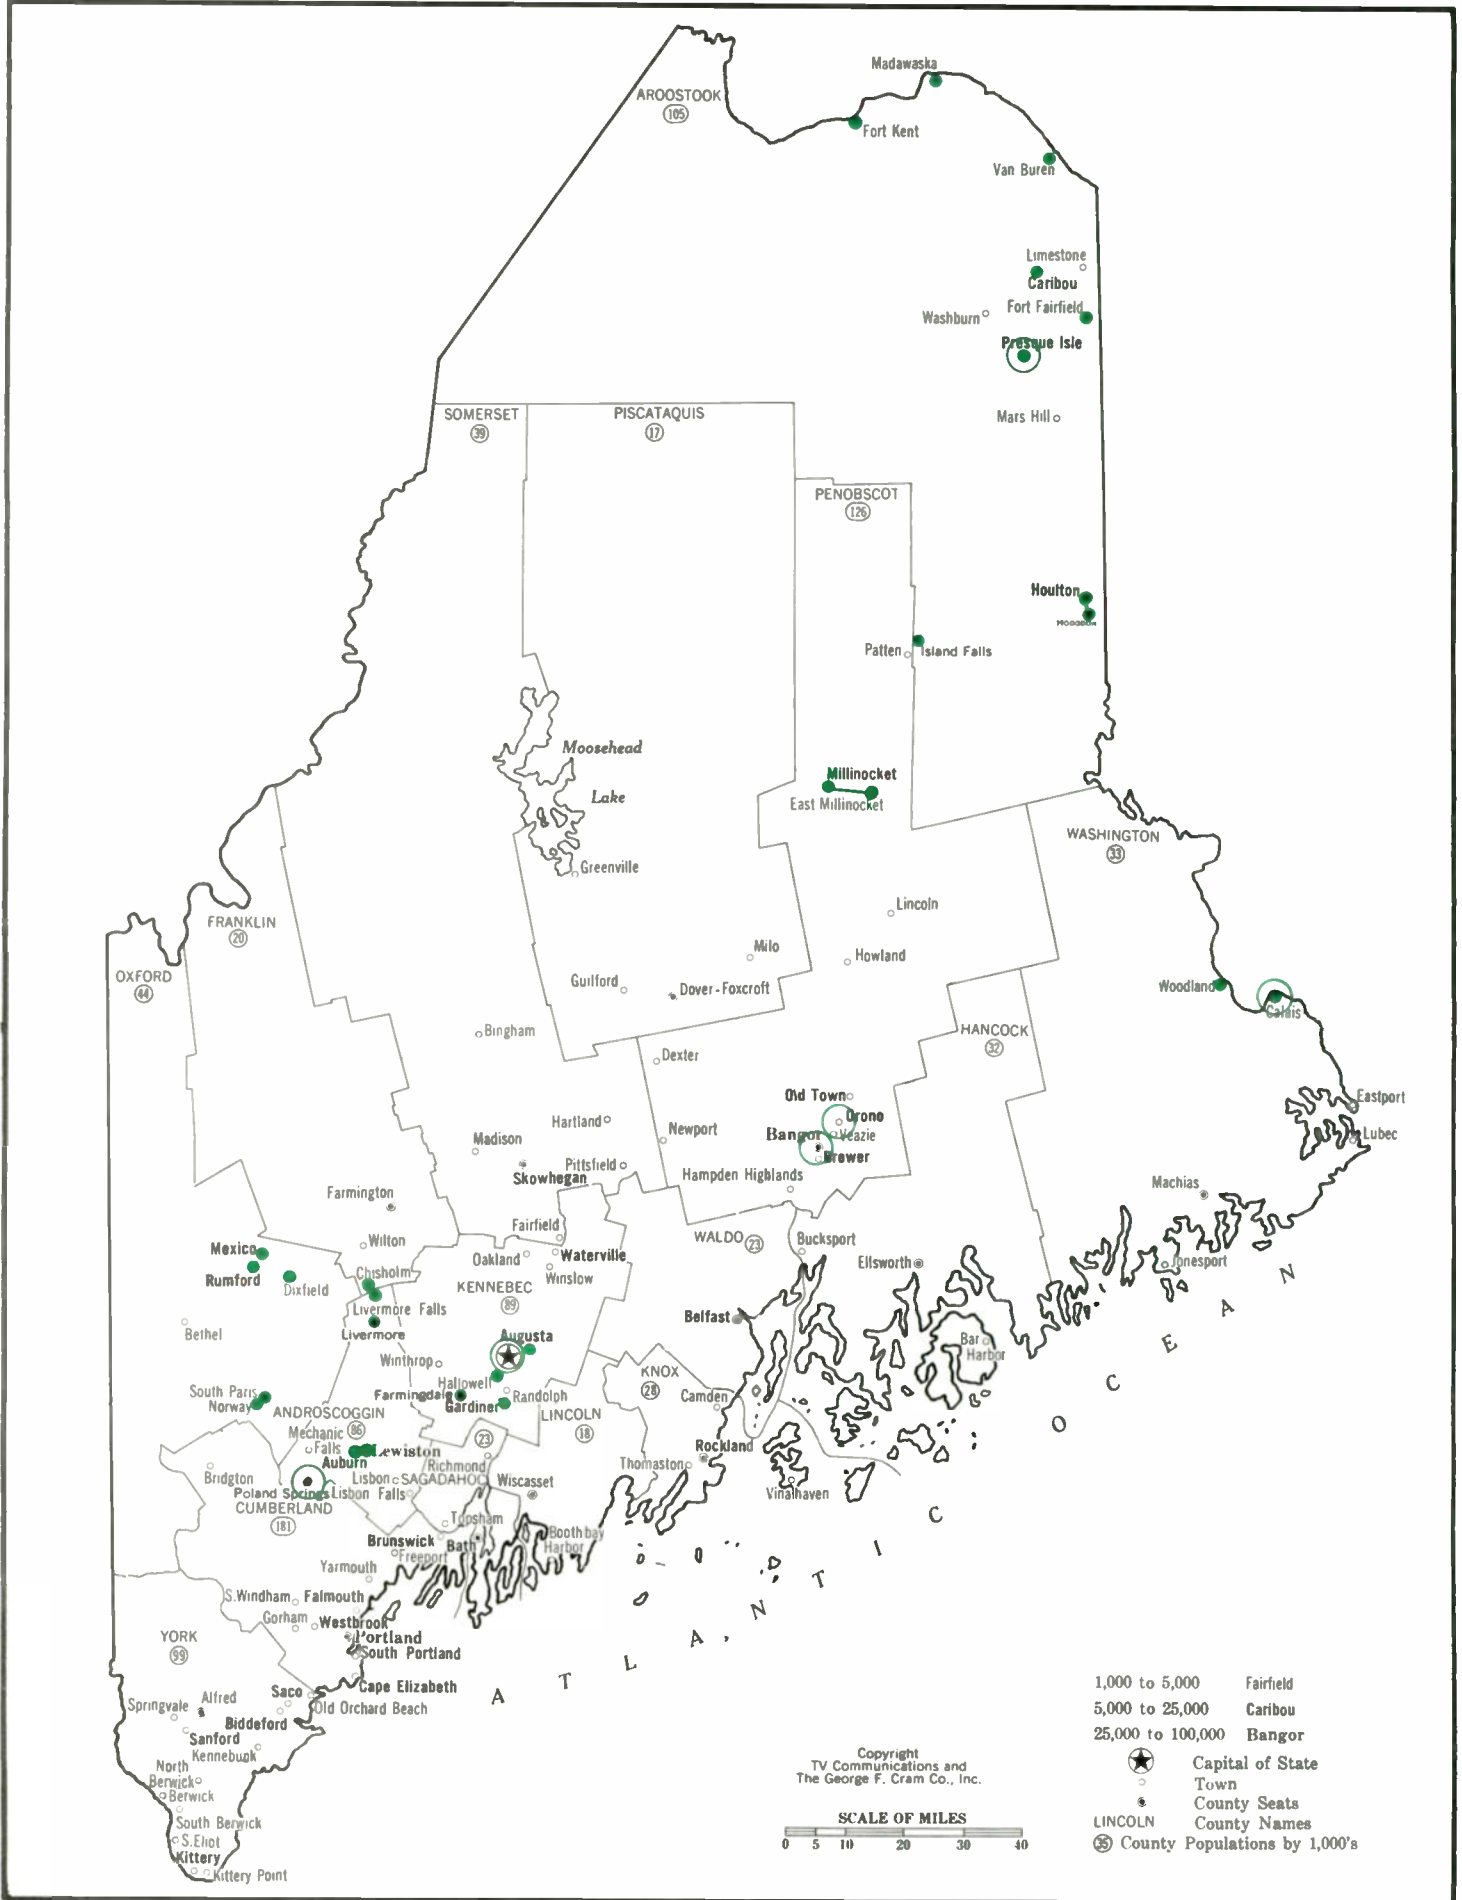 Madawaska
AROOSTOOK
105
Fort Kent
Van Buren
Limestone
Caribou
Washburn
Fort Fairfield
Presque Isle
SOMERSET
39
PISCATAQUIS
17
Mars Hill
PENOBSCOT
126
Houlton
HODGDON
Patten
Island Falls
Moosehead
Lake
Millinocket
East Millinocket
WASHINGTON
33
Greenville
Lincoln
FRANKLIN
20
Milo
Howland
OXFORD
44
Guilford
Dover-Foxcroft
Woodland
Calais
Bingham
HANCOCK
32
Dexter
Old Town
Eastport
Orono
Hartland
Newport
Bangor
Veazie
Lubec
Madison
Brewer
Pittsfield
Skowhegan
Hampden Highlands
Machias
Farmington
Fairfield
WALDO
23
Bucksport
Wilton
Mexico
Oakland
Waterville
Ellsworth
Jonesport
Rumford
Chisholm
Winslow
Dixfield
KENNEBEC
89
Livermore Falls
Belfast
Bethel
Livermore
Augusta
Bar
Harbor
Winthrop
KNOX
28
Hallowell
South Paris
Farmingdale
Randolph
Camden
Norway
Gardiner
ANDROSCOGGIN
86
LINCOLN
18
Mechanic
Falls
23
Lewiston
Rockland
Auburn
Richmond
Thomaston
Bridgton
Lisbon
SAGADAHOC
Wiscasset
Poland Springs
Lisbon Falls
Vinalhaven
CUMBERLAND
181
Topsham
Brunswick
Bath
Boothbay
Harbor
Freeport
Yarmouth
S.Windham
Falmouth
Gorham
Westbrook
YORK
99
Portland
South Portland
Cape Elizabeth
ATLANTIC OCEAN
Saco
Springvale
Alfred
Old Orchard Beach
Biddeford
Sanford
Kennebunk
North
Berwick
Berwick
South Berwick
S.Eliot
Kittery
Kittery Point
Copyright
TV Communications and
The George F. Cram Co., Inc.
SCALE OF MILES
0 5 10 20 30 40
1,000 to 5,000 Fairfield
5,000 to 25,000 Caribou
25,000 to 100,000 Bangor
Capital of State
Town
County Seats
LINCOLN County Names
35 County Populations by 1,000's